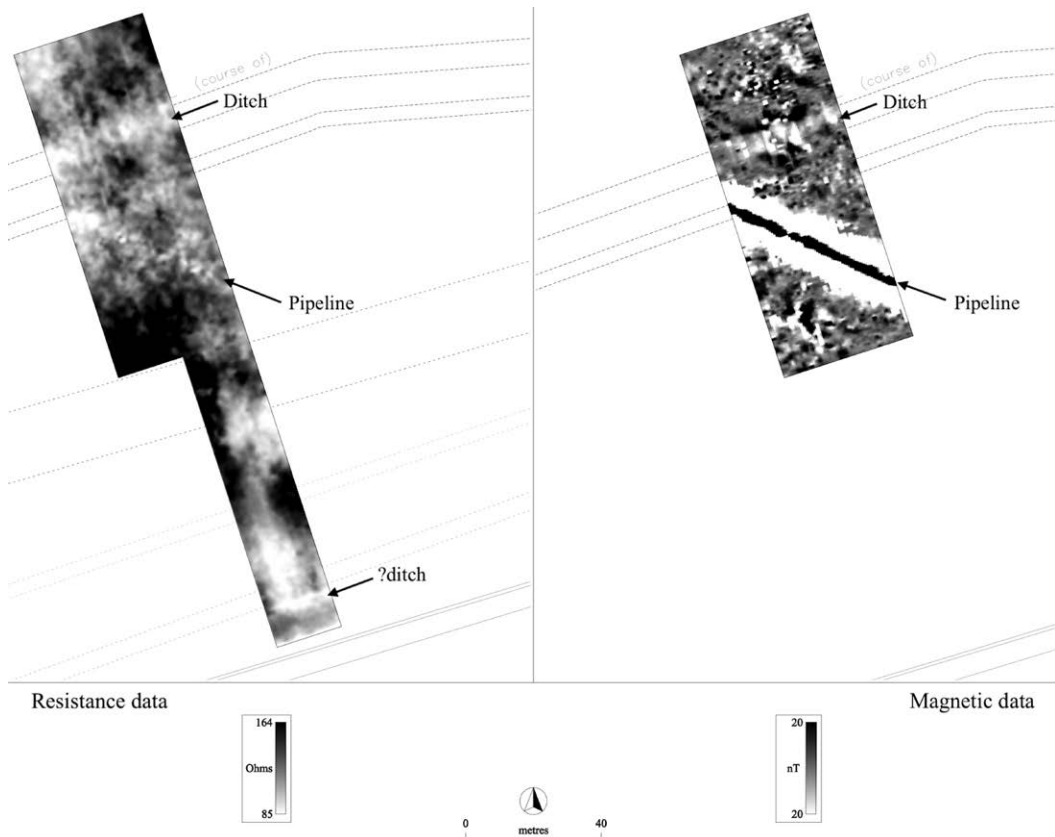 (course of)
Ditch
Pipeline
?ditch
(course of)
Ditch
Pipeline
Resistance data
Magnetic data
164
Ohms
85
20
nT
20
0
metres
40